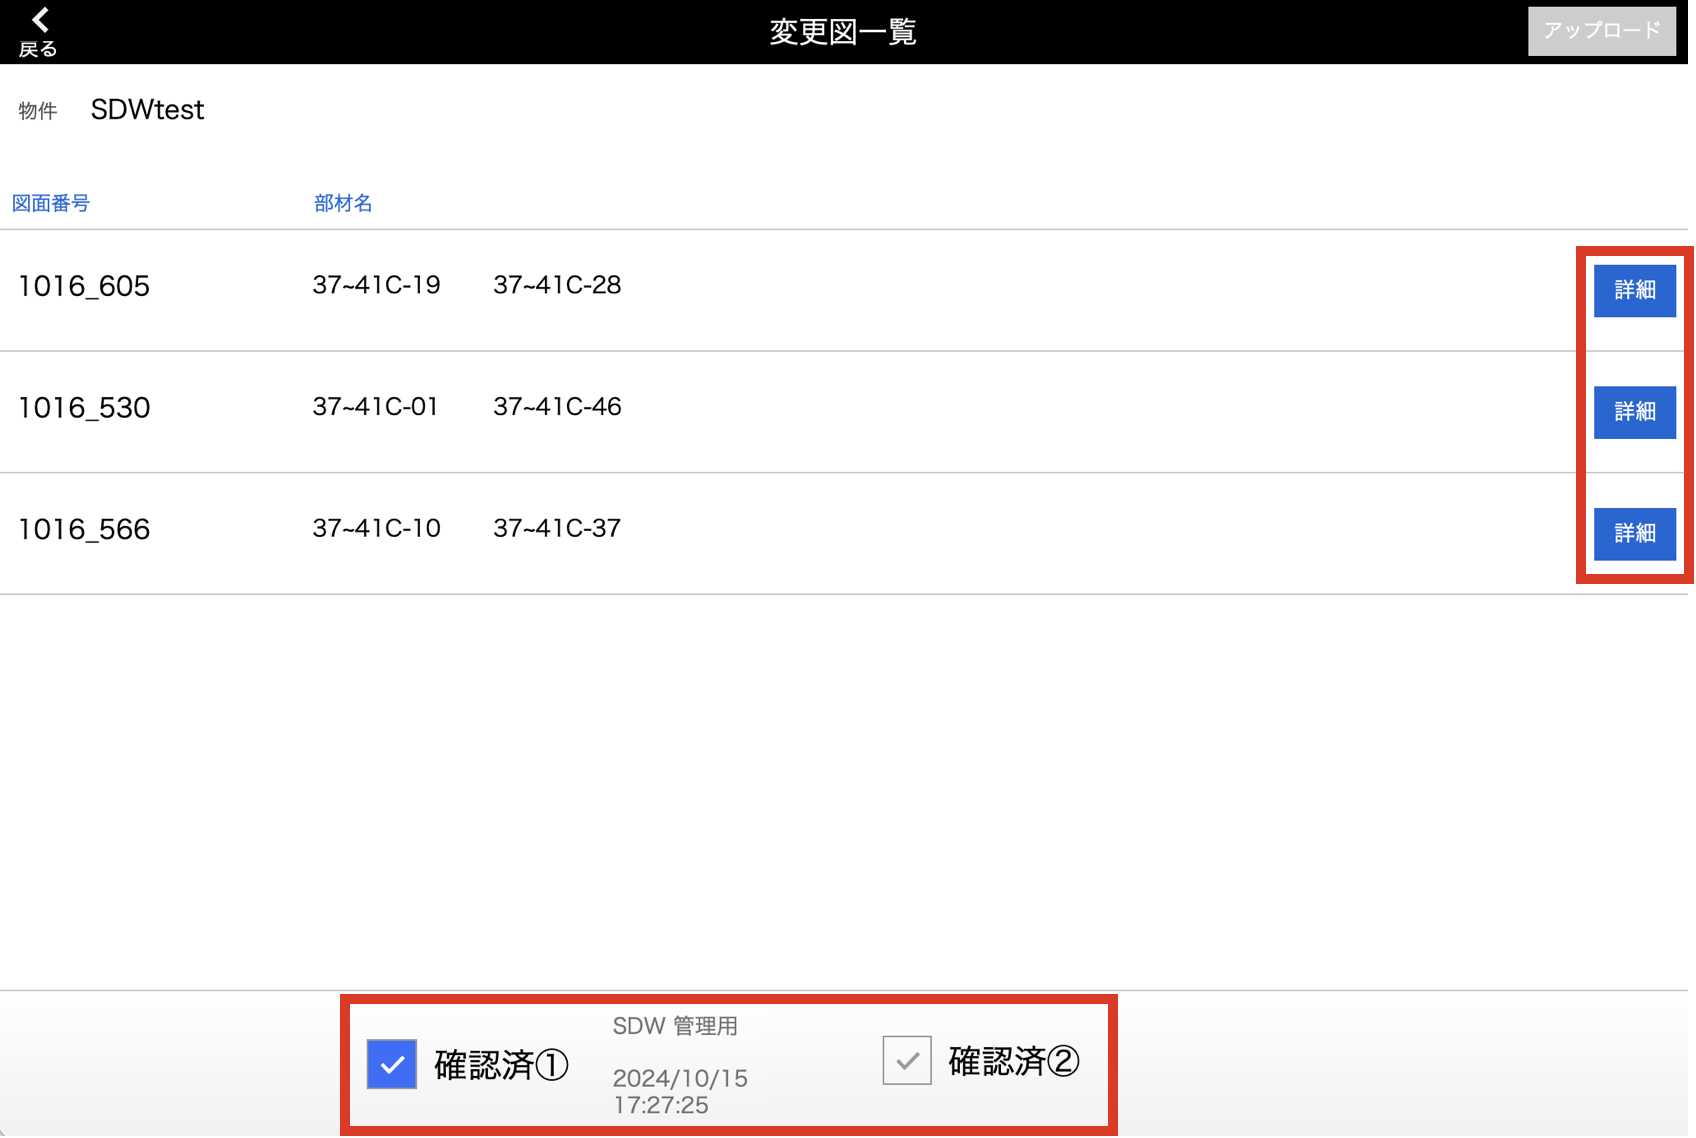 戻る
変更図一覧
アップロード
物件 SDWtest
図面番号 部材名
1016_605 37~41C-19 37~41C-28 詳細
1016_530 37~41C-01 37~41C-46 詳細
1016_566 37~41C-10 37~41C-37 詳細
確認済①
SDW 管理用
2024/10/15
17:27:25
確認済②